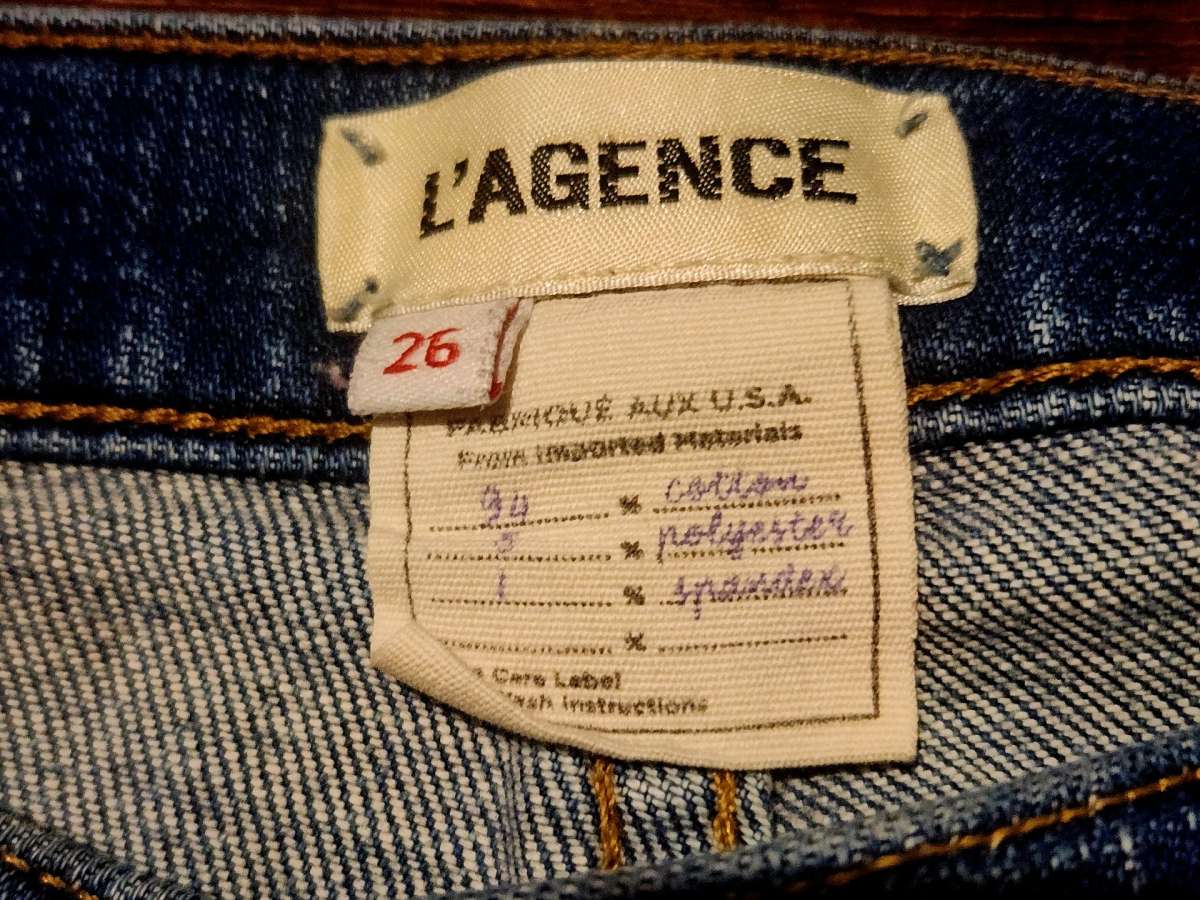 L'AGENCE
26
FABRIQUÉ AUX U.S.A.
From Imported Materials
94 % cotton
5 % polyester
1 % spandex
%
Care Label
Wash Instructions